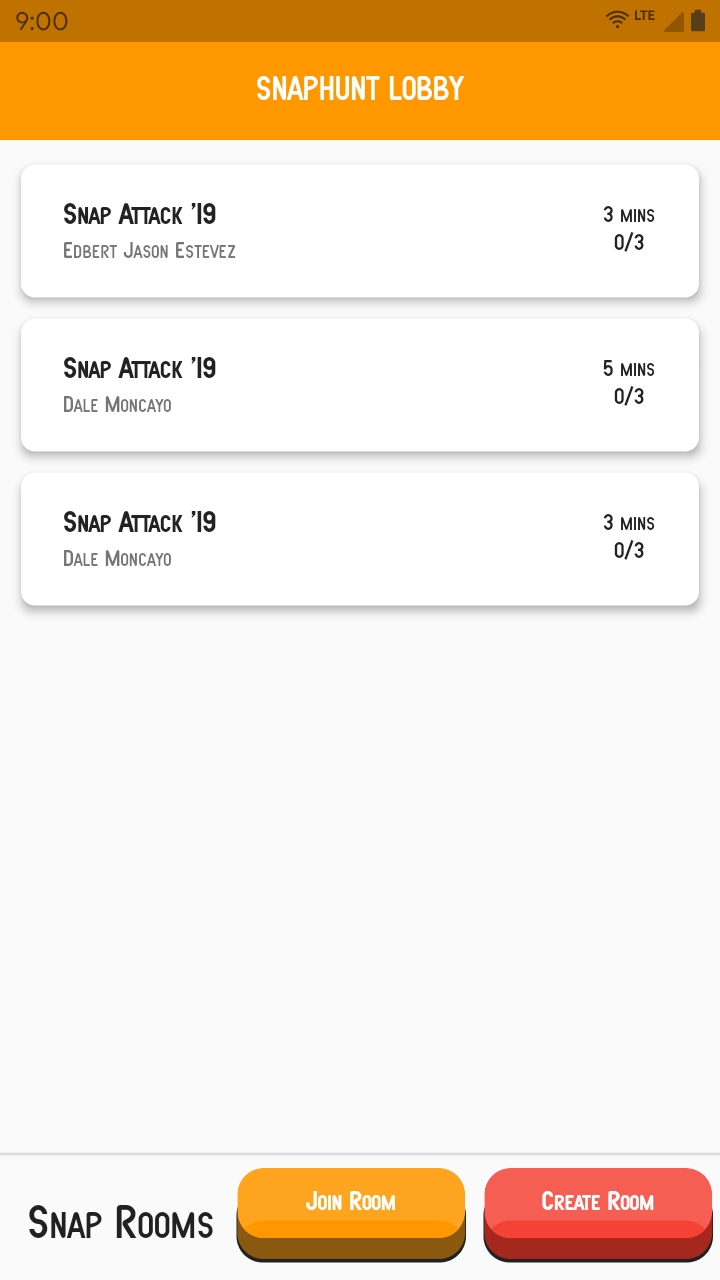 9:00
LTE
SNAPHUNT LOBBY
Snap Attack '19
Edbert Jason Estevez
3 mins
0/3
Snap Attack '19
Dale Moncayo
5 mins
0/3
Snap Attack '19
Dale Moncayo
3 mins
0/3
Snap Rooms
Join Room
Create Room